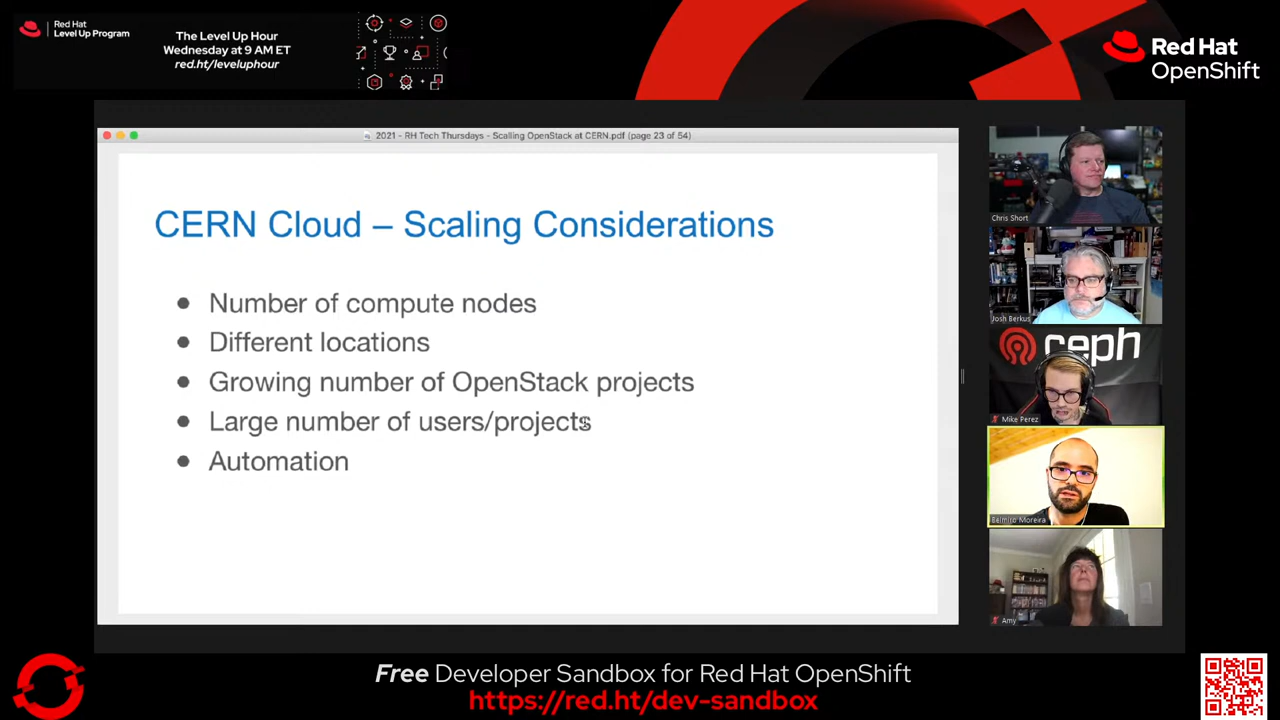 Red Hat
Level Up Program
The Level Up Hour
Wednesday at 9 AM ET
red.ht/leveluphour
Red Hat
OpenShift
2021 - RH Tech Thursdays - Scaling OpenStack at CERN.pdf (page 23 of 54)
CERN Cloud – Scaling Considerations
● Number of compute nodes
● Different locations
● Growing number of OpenStack projects
● Large number of users/projects
● Automation
Chris Short
Josh Berkus
ceph
Mike Perez
Belmiro Moreira
Amy
Free Developer Sandbox for Red Hat OpenShift
https://red.ht/dev-sandbox